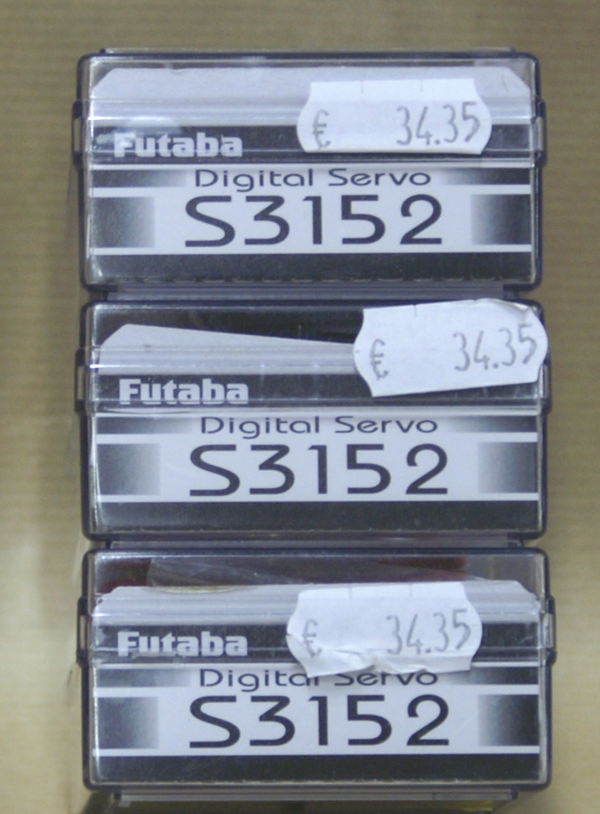 € 34.35
Futaba
Digital Servo
S3152
€ 34.35
Futaba
Digital Servo
S3152
€ 34.35
Futaba
Digital Servo
S3152